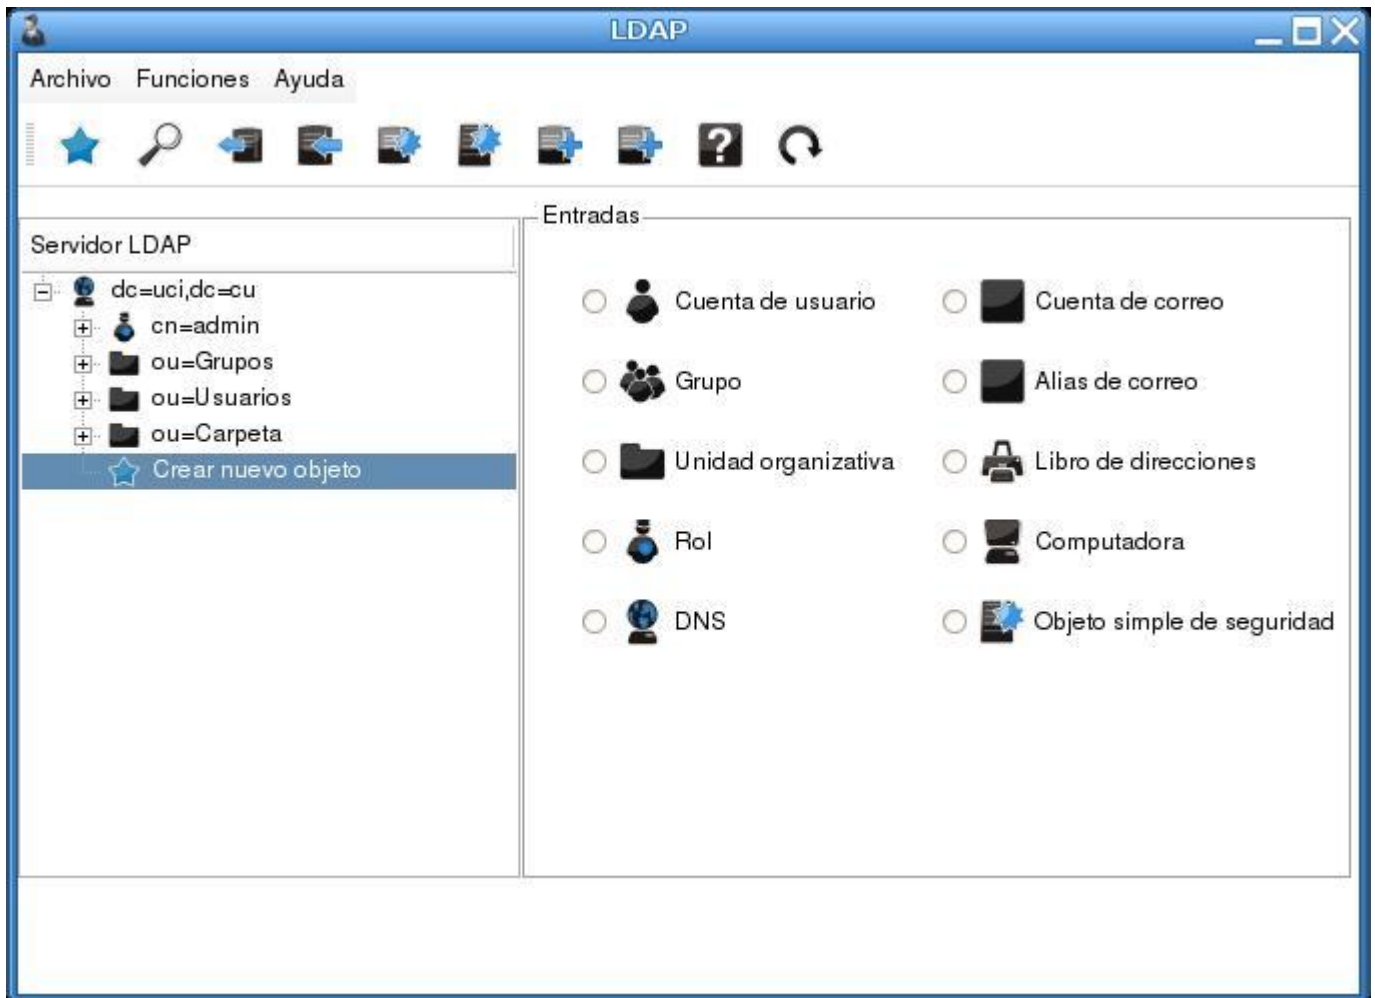 LDAP
Archivo Funciones Ayuda
Servidor LDAP
dc=uci,dc=cu
cn=admin
ou=Grupos
ou=Usuarios
ou=Carpeta
Crear nuevo objeto
Entradas
Cuenta de usuario Cuenta de correo
Grupo Alias de correo
Unidad organizativa Libro de direcciones
Rol Computadora
DNS Objeto simple de seguridad